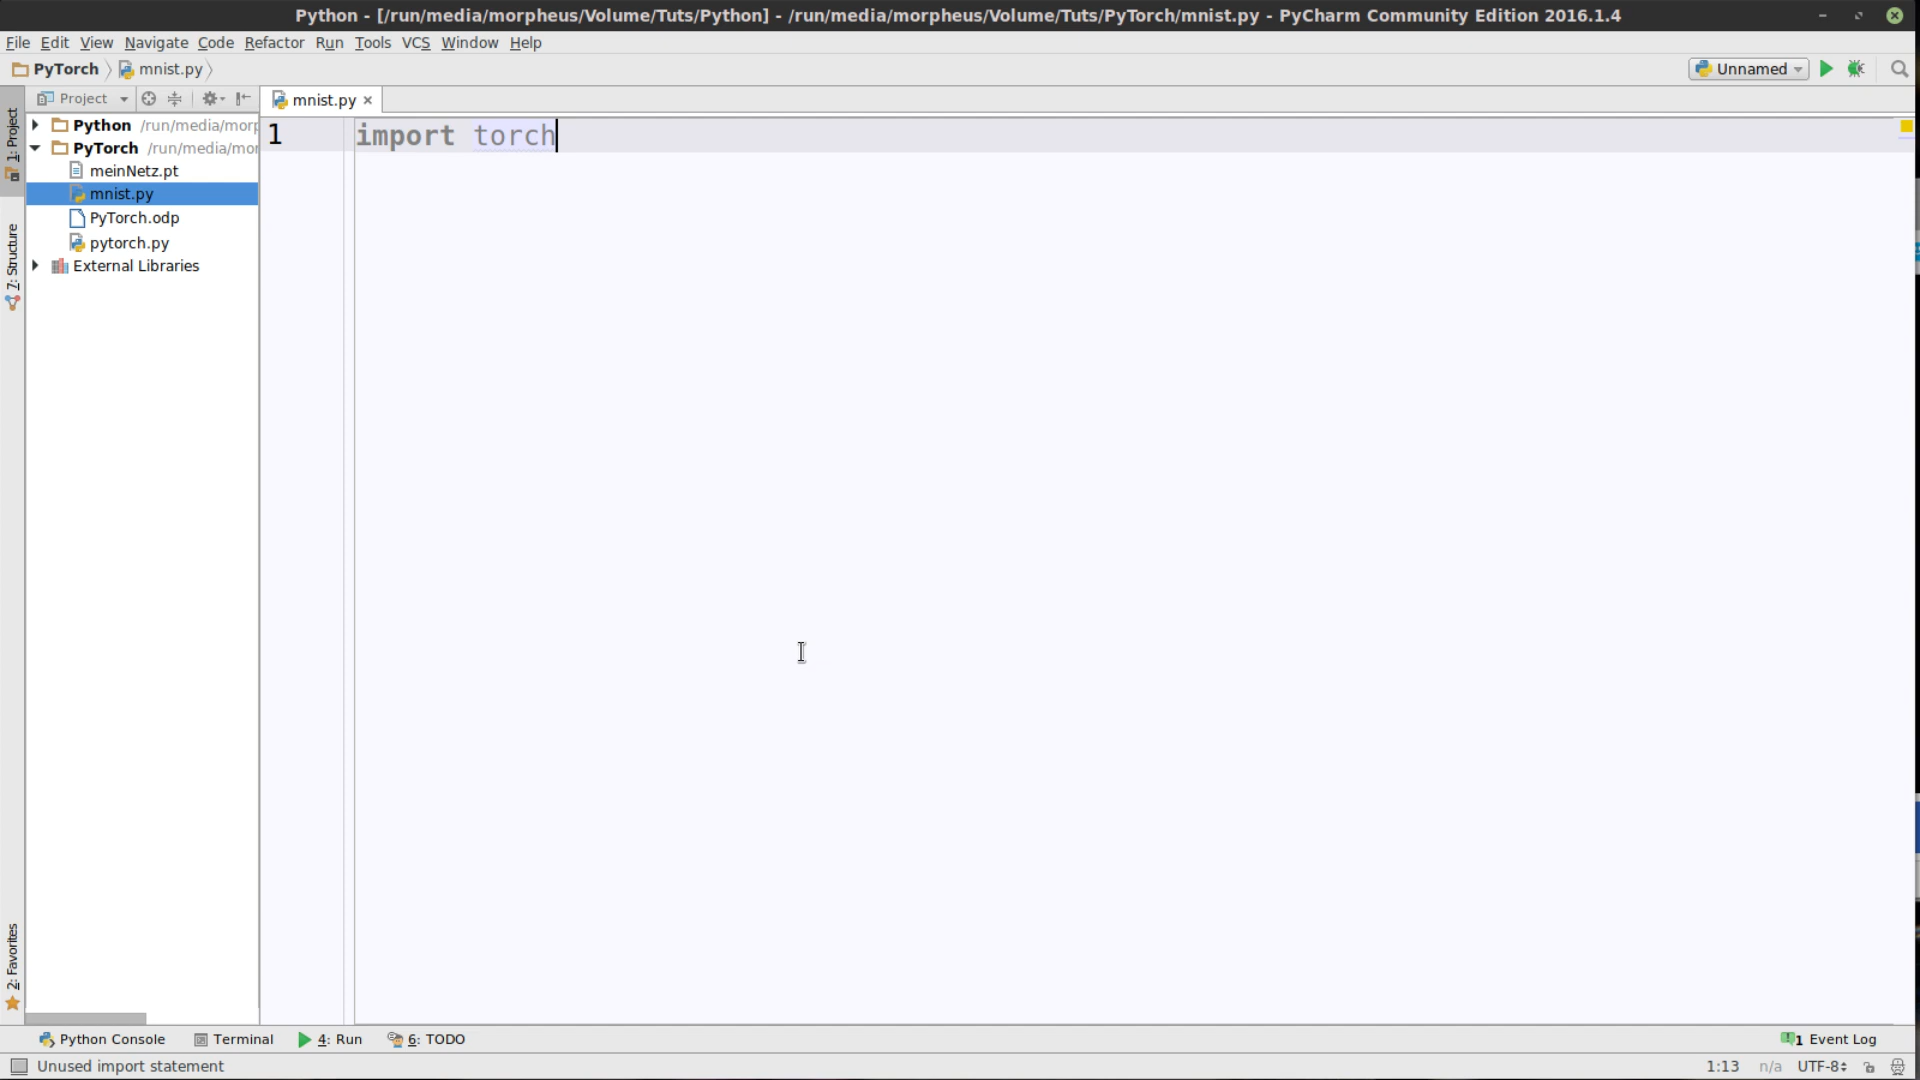 Python - [/run/media/morpheus/Volume/Tuts/Python] - /run/media/morpheus/Volume/Tuts/PyTorch/mnist.py - PyCharm Community Edition 2016.1.4
File Edit View Navigate Code Refactor Run Tools VCS Window Help
PyTorch mnist.py Unnamed
Project mnist.py
1 import torch
Python /run/media/morp
PyTorch /run/media/mor
meinNetz.pt
mnist.py
PyTorch.odp
pytorch.py
External Libraries
1: Project
7: Structure
2: Favorites
Python Console Terminal 4: Run 6: TODO 1 Event Log
Unused import statement 1:13 n/a UTF-8